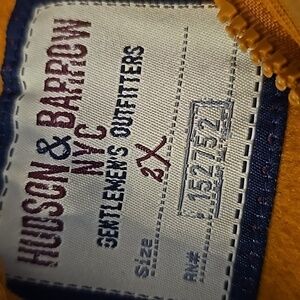 HUDSON & BARROW
NYC
GENTLEMEN'S OUTFITTERS
Size 2X
RN# 152752